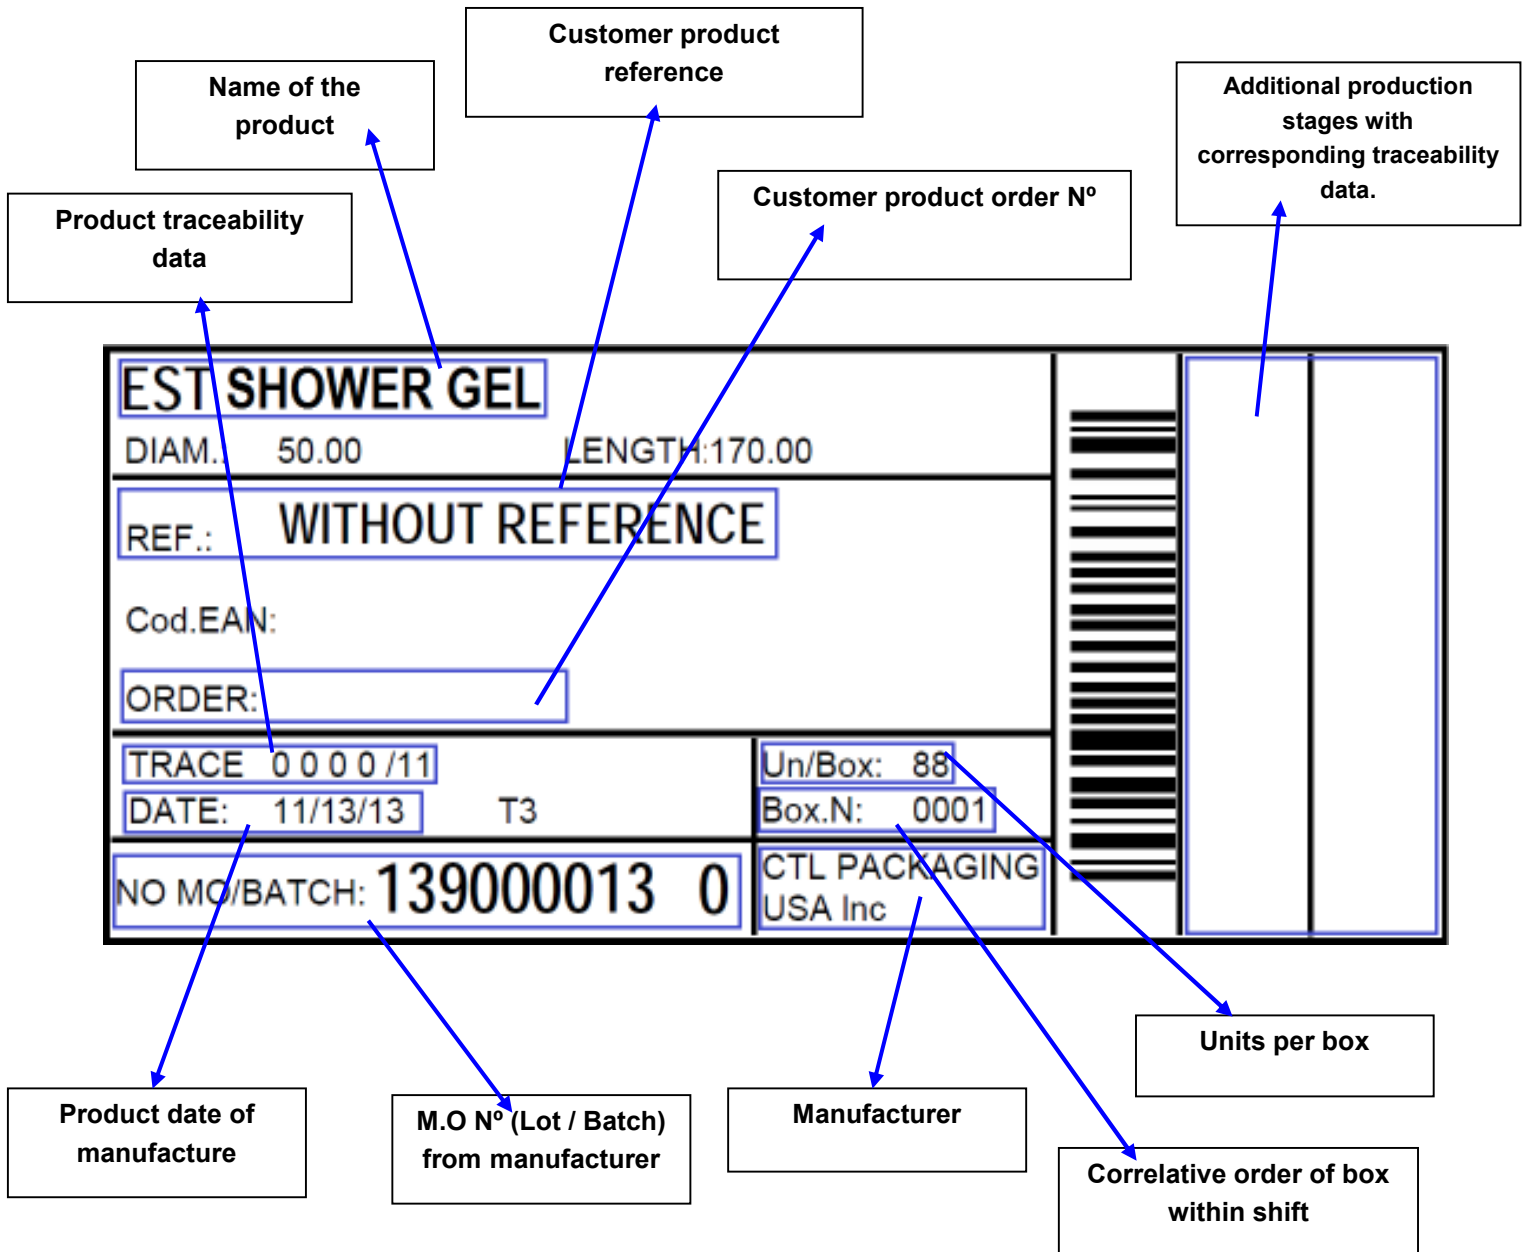 Customer product
reference
Name of the
product
Additional production
stages with
corresponding traceability
data.
Customer product order Nº
Product traceability
data
EST SHOWER GEL
DIAM.: 50.00 LENGTH:170.00
REF.: WITHOUT REFERENCE
Cod.EAN:
ORDER:
TRACE 0 0 0 0 /11
Un/Box: 88
DATE: 11/13/13 T3
Box.N: 0001
NO MO/BATCH: 139000013 0
CTL PACKAGING
USA Inc
Units per box
Product date of
manufacture
M.O Nº (Lot / Batch)
from manufacturer
Manufacturer
Correlative order of box
within shift